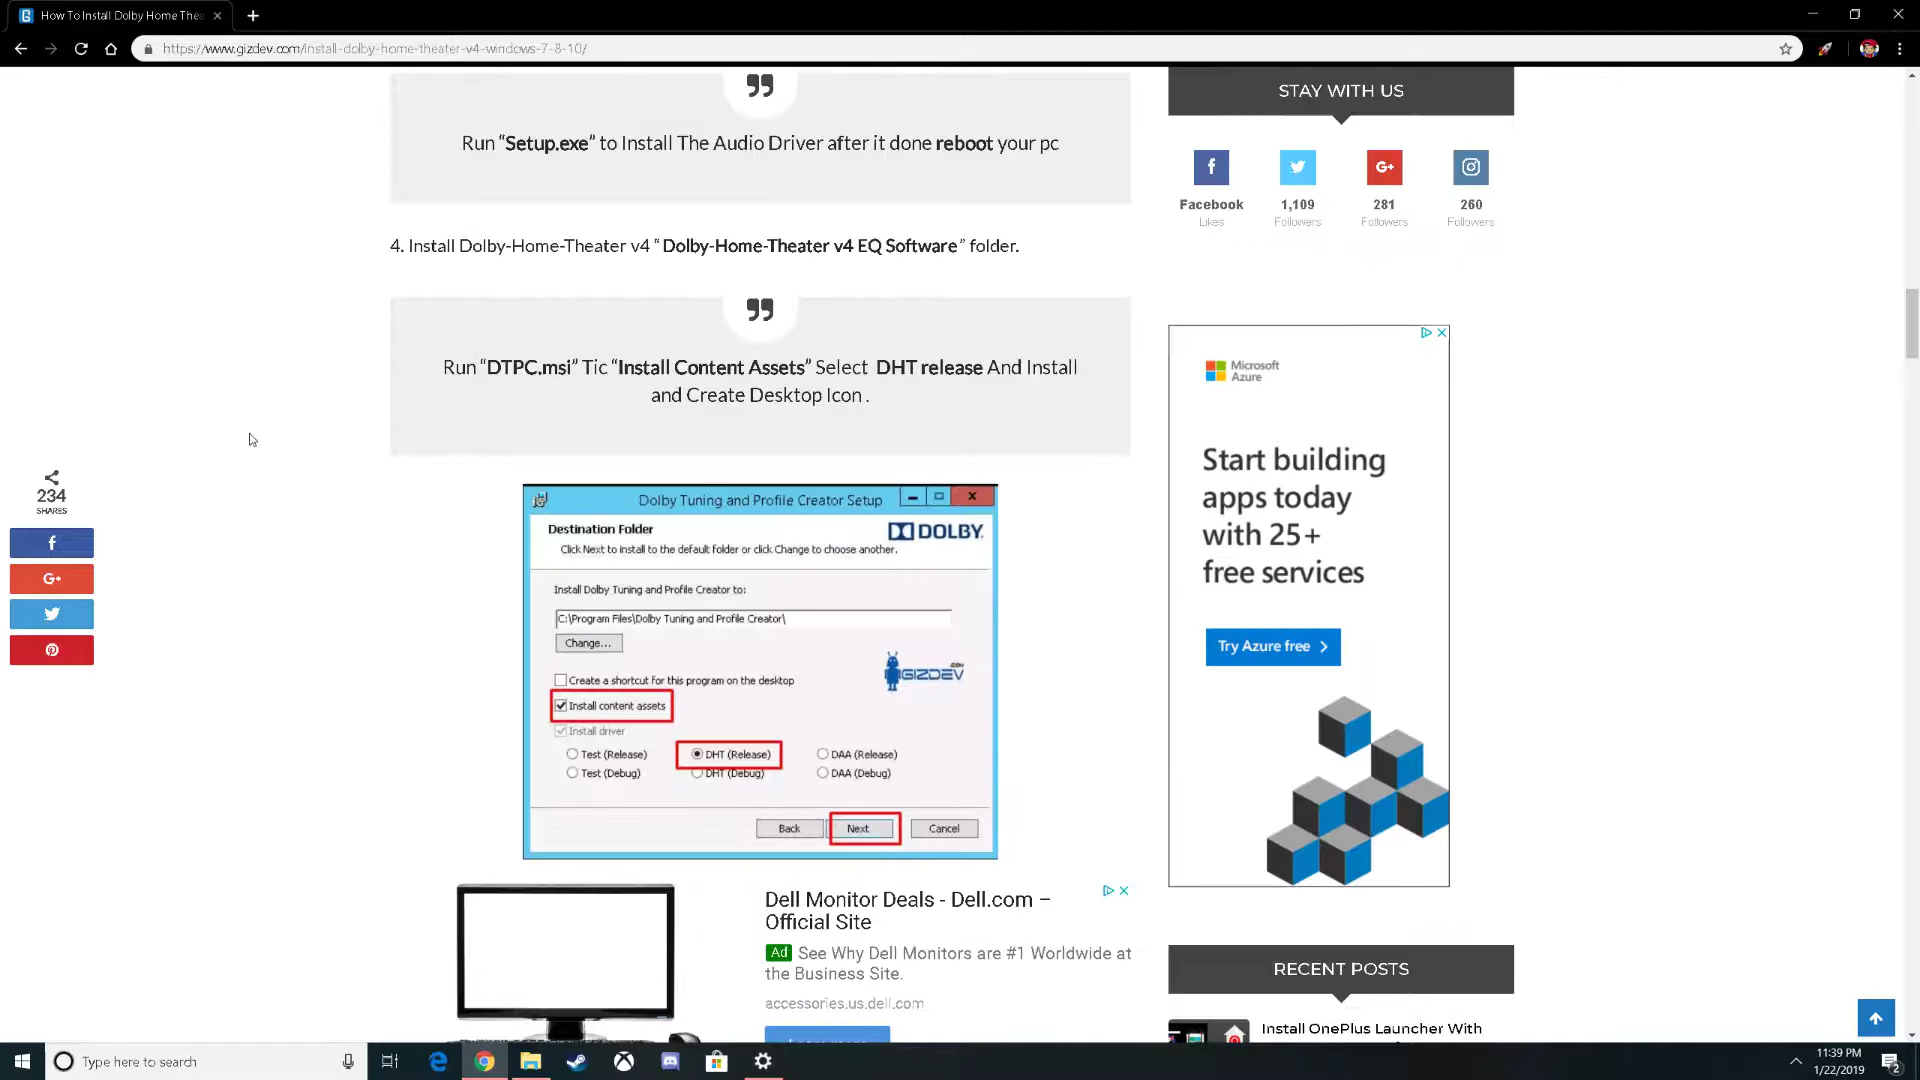 How To Install Dolby Home Thea
https://www.gizdev.com/install-dolby-home-theater-v4-windows-7-8-10/
Run “Setup.exe” to Install The Audio Driver after it done reboot your pc
4. Install Dolby-Home-Theater v4 “Dolby-Home-Theater v4 EQ Software” folder.
Run “DTPC.msi” Tic “Install Content Assets” Select DHT release And Install
and Create Desktop Icon .
234
SHARES
Dolby Tuning and Profile Creator Setup
Destination Folder
DOLBY.
Click Next to install to the default folder or click Change to choose another.
Install Dolby Tuning and Profile Creator to:
C:\Program Files\Dolby Tuning and Profile Creator\
Change...
GIZDEV
.COM
Create a shortcut for this program on the desktop
Install content assets
Install driver
Test (Release)
DHT (Release)
DAA (Release)
Test (Debug)
DHT (Debug)
DAA (Debug)
Back
Next
Cancel
Dell Monitor Deals - Dell.com –
Official Site
Ad See Why Dell Monitors are #1 Worldwide at
the Business Site.
accessories.us.dell.com
STAY WITH US
Facebook
Likes
1,109
Followers
281
Followers
260
Followers
Microsoft
Azure
Start building
apps today
with 25+
free services
Try Azure free
RECENT POSTS
Install OnePlus Launcher With
Type here to search
11:39 PM
1/22/2019
2